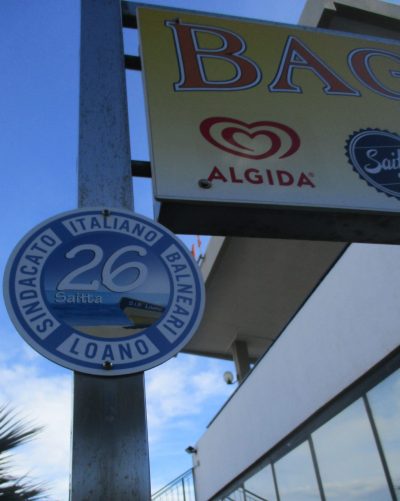 BAG
ALGIDA
Sait
SINDACATO ITALIANO BALNEARI
26
Saitta
LOANO